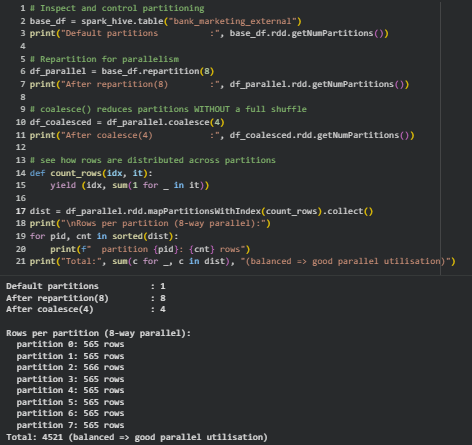 1 # Inspect and control partitioning
2 base_df = spark_hive.table("bank_marketing_external")
3 print("Default partitions        :", base_df.rdd.getNumPartitions())
4
5 # Repartition for parallelism
6 df_parallel = base_df.repartition(8)
7 print("After repartition(8)      :", df_parallel.rdd.getNumPartitions())
8
9 # coalesce() reduces partitions WITHOUT a full shuffle
10 df_coalesced = df_parallel.coalesce(4)
11 print("After coalesce(4)         :", df_coalesced.rdd.getNumPartitions())
12
13 # see how rows are distributed across partitions
14 def count_rows(idx, it):
15     yield (idx, sum(1 for _ in it))
16
17 dist = df_parallel.rdd.mapPartitionsWithIndex(count_rows).collect()
18 print("\nRows per partition (8-way parallel):")
19 for pid, cnt in sorted(dist):
20     print(f"  partition {pid}: {cnt} rows")
21 print("Total:", sum(c for _, c in dist), "(balanced => good parallel utilisation)")
Default partitions        : 1
After repartition(8)      : 8
After coalesce(4)         : 4

Rows per partition (8-way parallel):
  partition 0: 565 rows
  partition 1: 565 rows
  partition 2: 566 rows
  partition 3: 565 rows
  partition 4: 565 rows
  partition 5: 565 rows
  partition 6: 565 rows
  partition 7: 565 rows
Total: 4521 (balanced => good parallel utilisation)